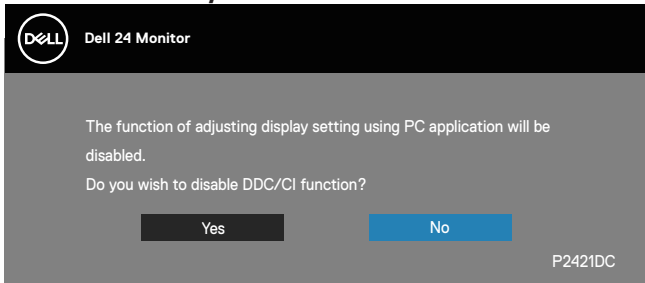 DELL
Dell 24 Monitor
The function of adjusting display setting using PC application will be
disabled.
Do you wish to disable DDC/CI function?
Yes
No
P2421DC